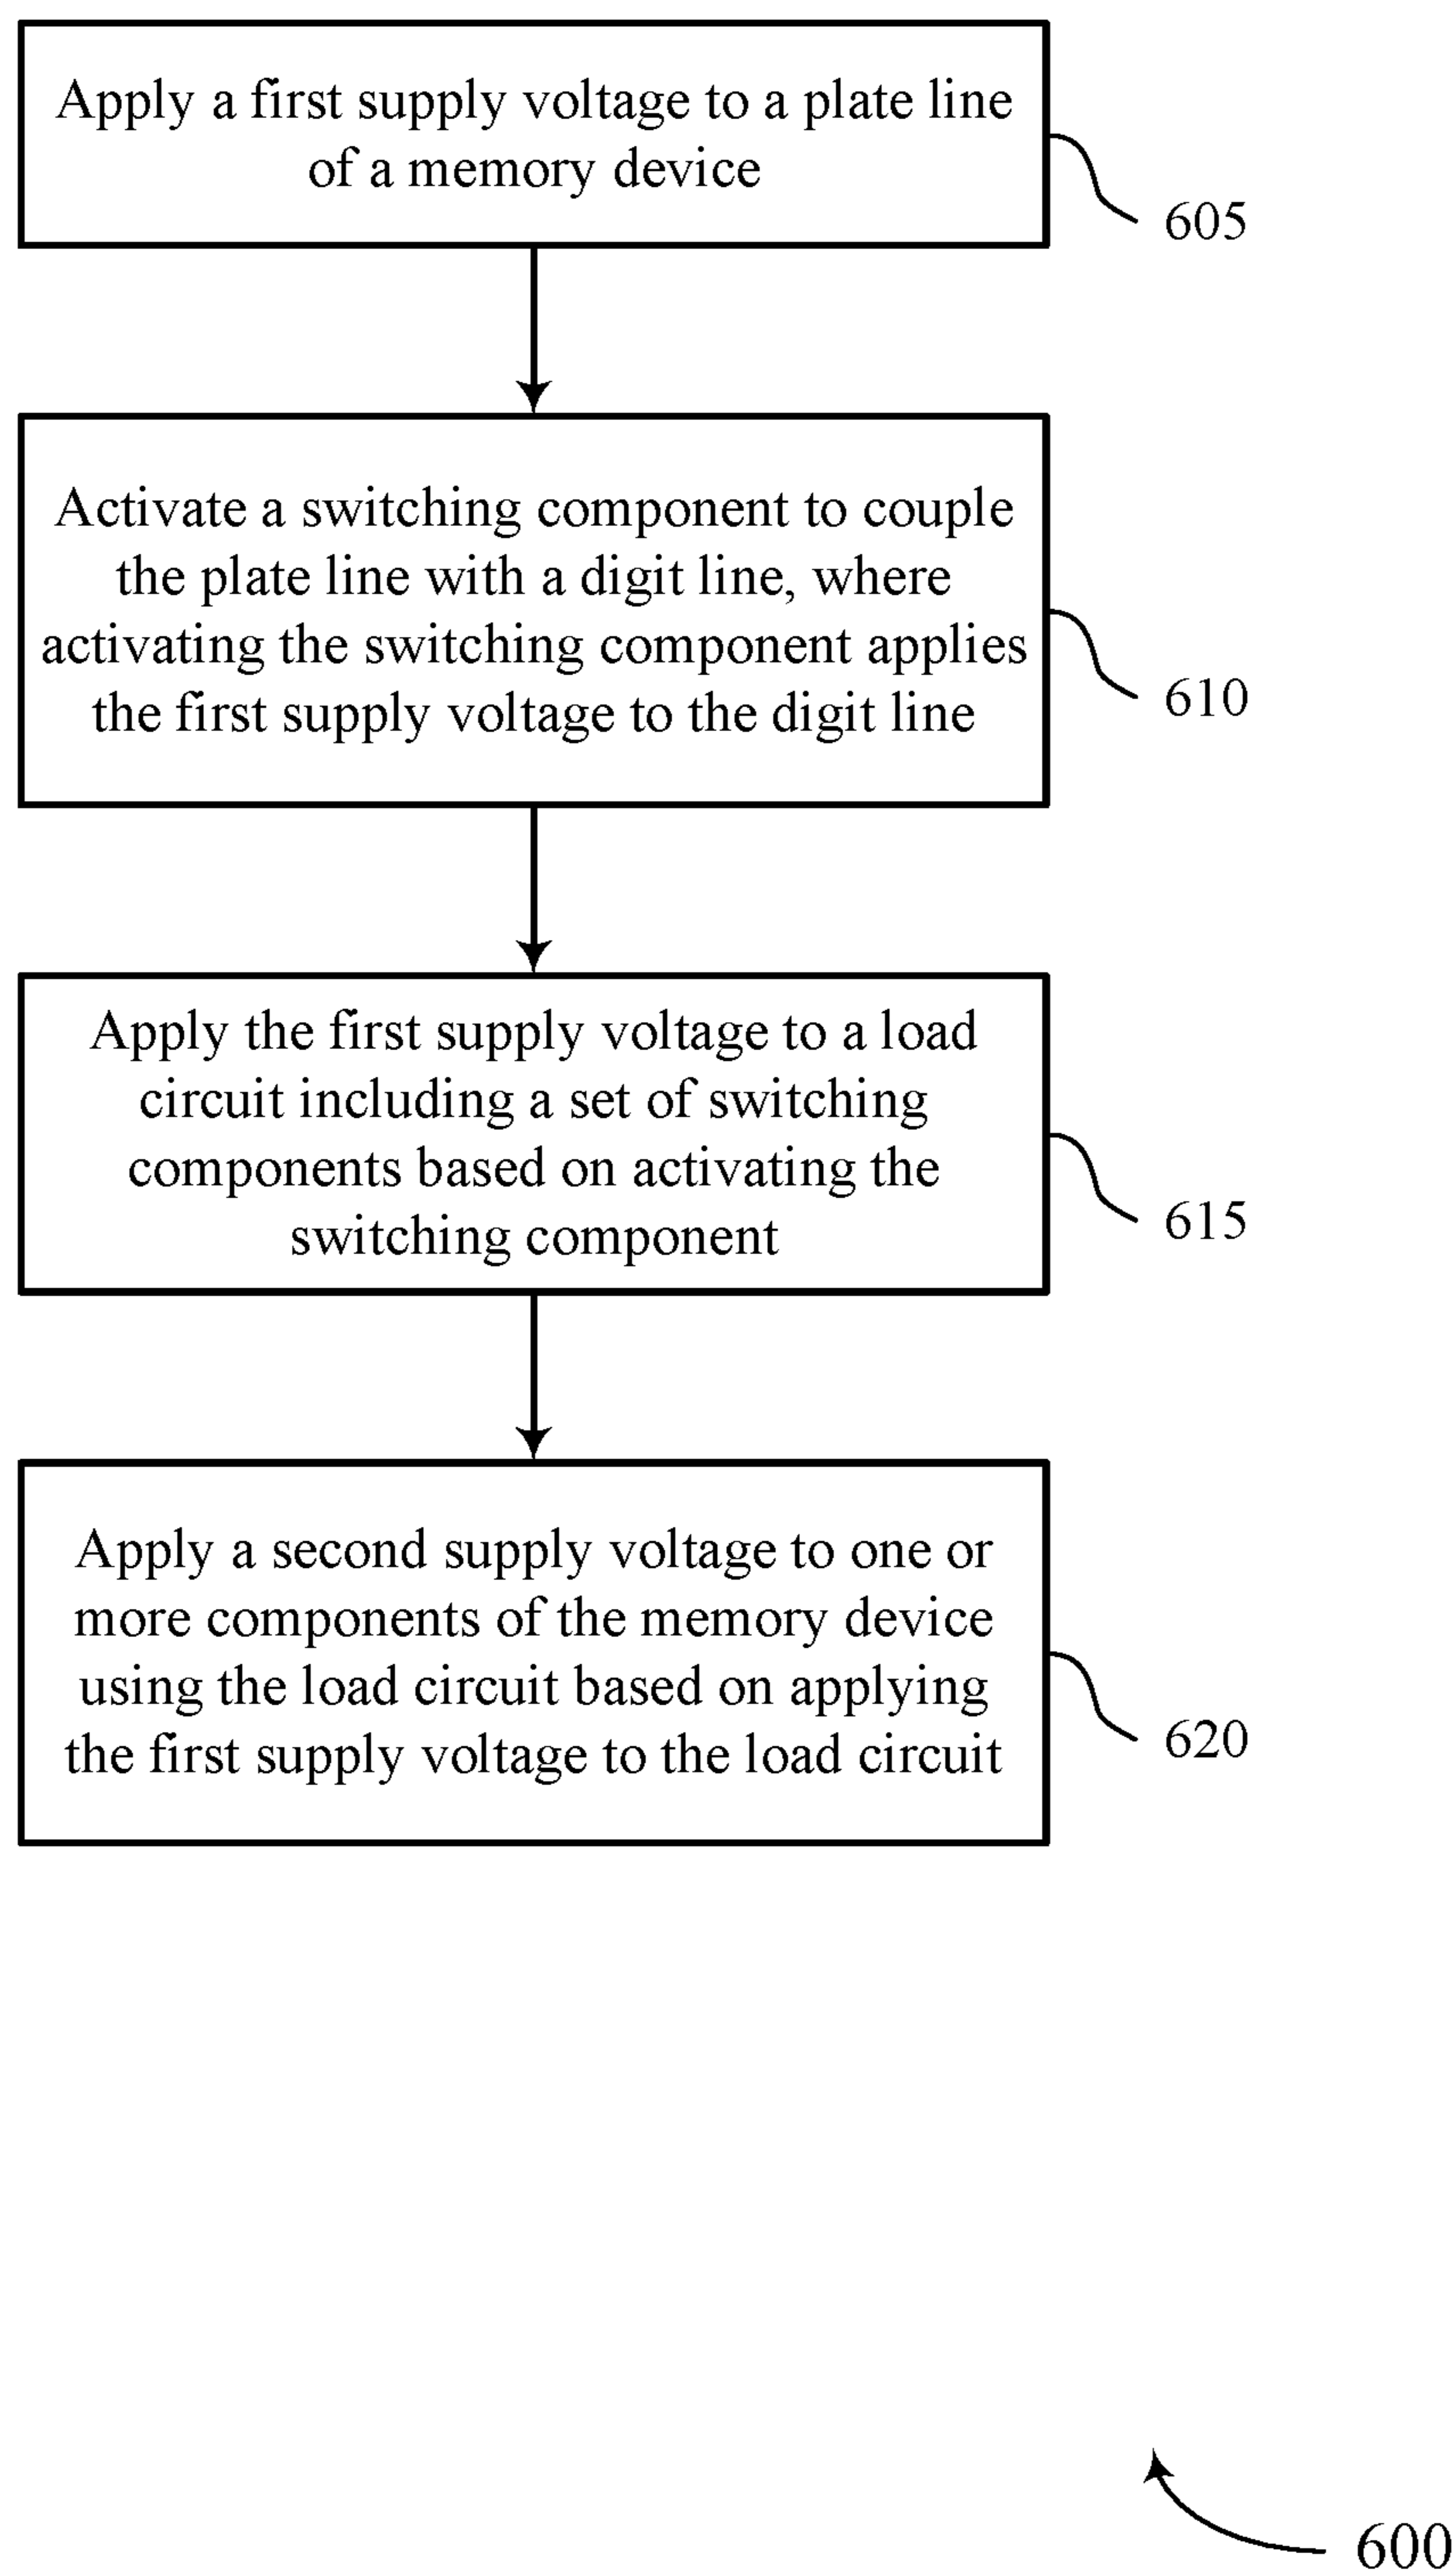 Apply a first supply voltage to a plate line
of a memory device
605
Activate a switching component to couple
the plate line with a digit line, where
activating the switching component applies
the first supply voltage to the digit line
610
Apply the first supply voltage to a load
circuit including a set of switching
components based on activating the
switching component
615
Apply a second supply voltage to one or
more components of the memory device
using the load circuit based on applying
the first supply voltage to the load circuit
620
600